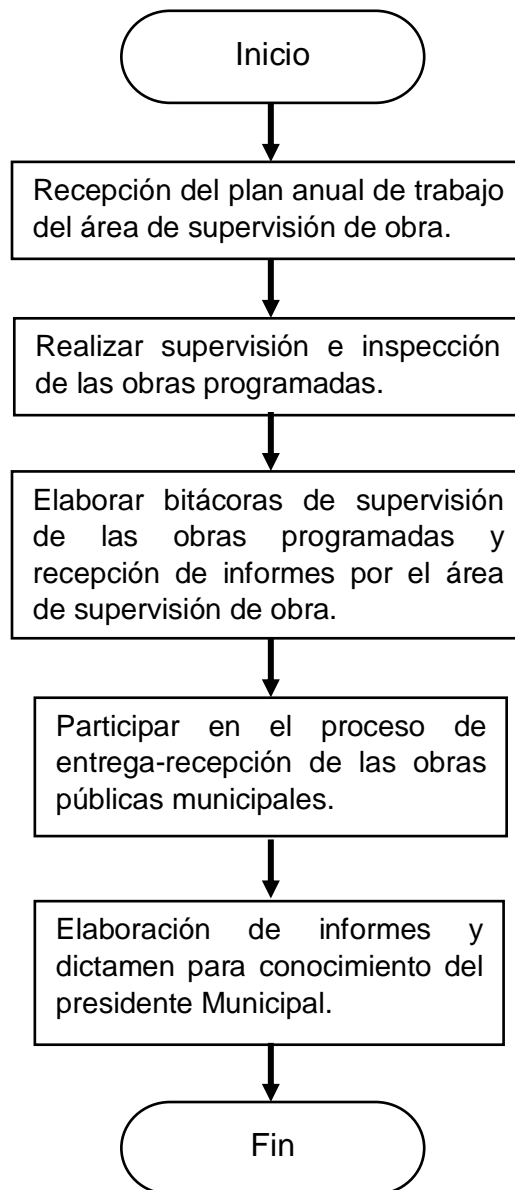 Inicio
Recepción del plan anual de trabajo
del área de supervisión de obra.
Realizar supervisión e inspección
de las obras programadas.
Elaborar bitácoras de supervisión
de las obras programadas y
recepción de informes por el área
de supervisión de obra.
Participar en el proceso de
entrega-recepción de las obras
públicas municipales.
Elaboración de informes y
dictamen para conocimiento del
presidente Municipal.
Fin